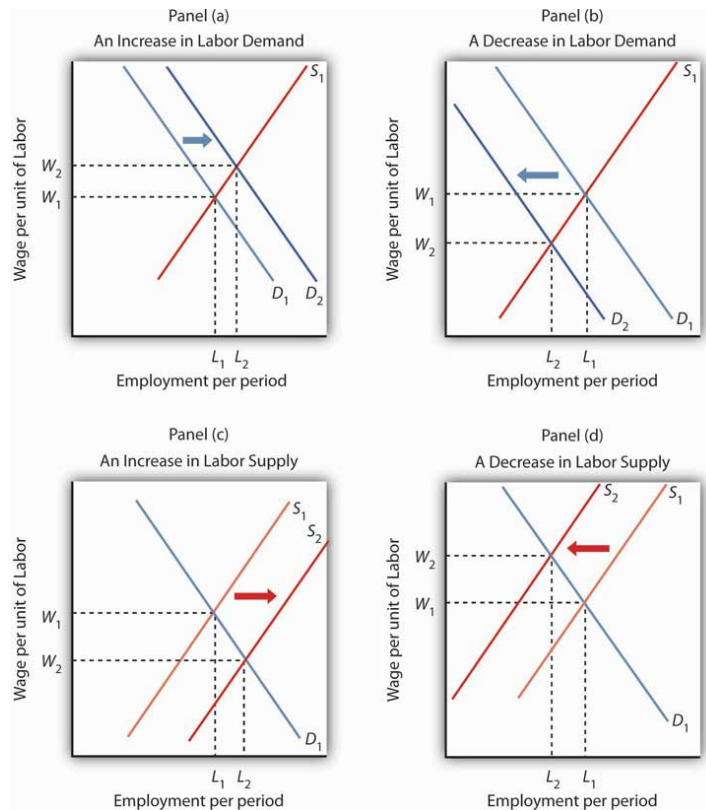 Panel (a)
An Increase in Labor Demand
Wage per unit of Labor
W2
W1
S1
D1
D2
L1
L2
Employment per period
Panel (b)
A Decrease in Labor Demand
Wage per unit of Labor
W1
W2
S1
D2
D1
L2
L1
Employment per period
Panel (c)
An Increase in Labor Supply
Wage per unit of Labor
W1
W2
S1
S2
D1
L1
L2
Employment per period
Panel (d)
A Decrease in Labor Supply
Wage per unit of Labor
W2
W1
S2
S1
D1
L2
L1
Employment per period